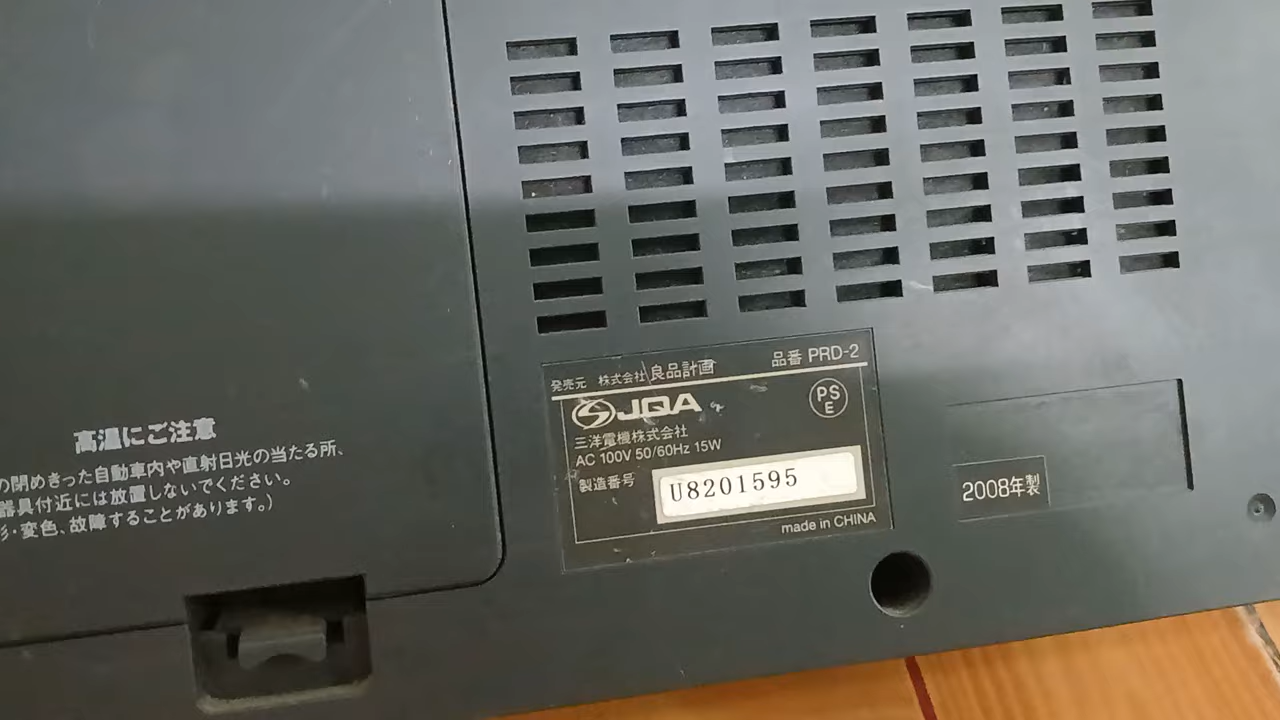 高温にご注意
の閉めきった自動車内や直射日光の当たる所、
器具付近には放置しないでください。
形・変色、故障することがあります。)
発売元 株式会社 良品計画 品番 PRD-2
JQA
PS
E
三洋電機株式会社
AC 100V 50/60Hz 15W
製造番号 U8201595
made in CHINA
2008年製